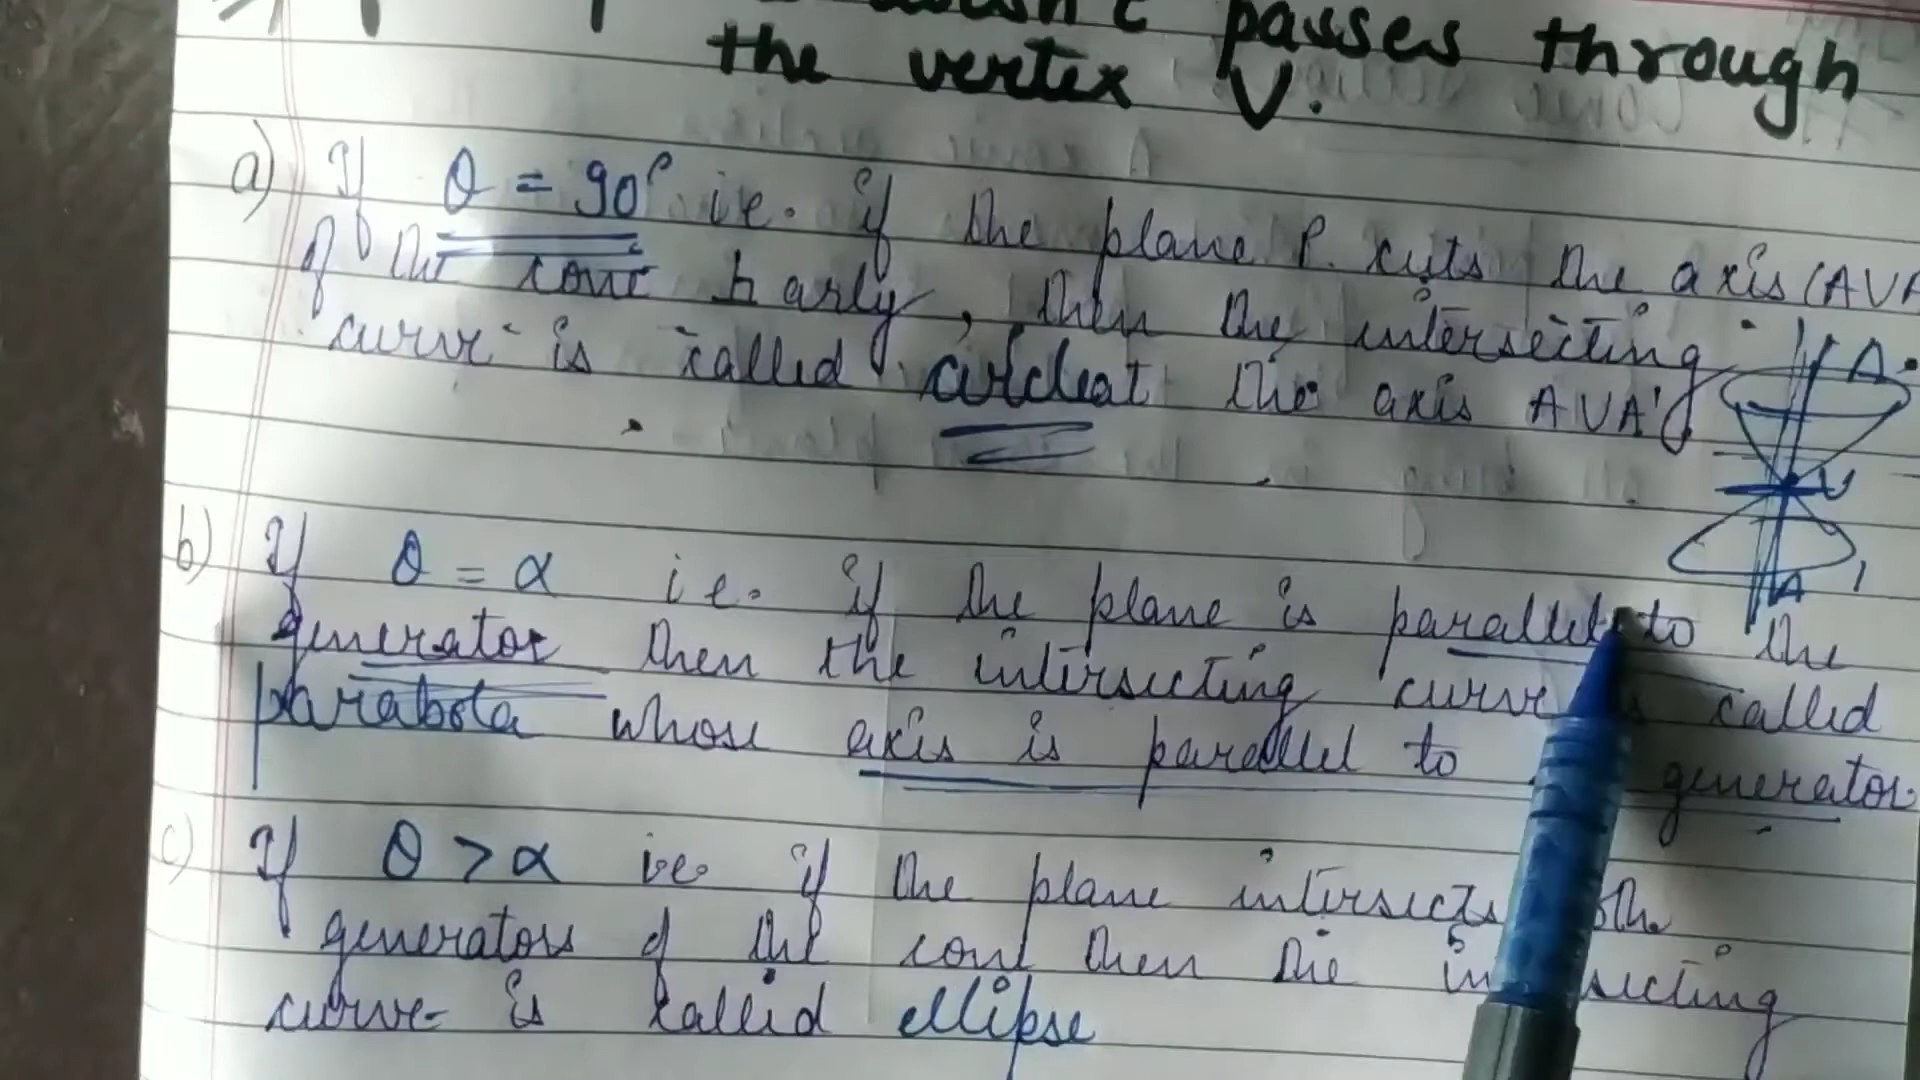 passes through
the vertex V.
a) If θ = 90° i.e. if the plane P. cuts the axis (AVA
of the cone ⊥arly, then the intersecting
curve is called circle at the axis AVA'
A
V
A'
b) If θ = α i.e. if the plane is parallel to the
generator then the intersecting curve called
parabola whose axis is parallel to generator
c) If θ > α i.e. if the plane intersects
generators of the cone then the
curve is called ellipse